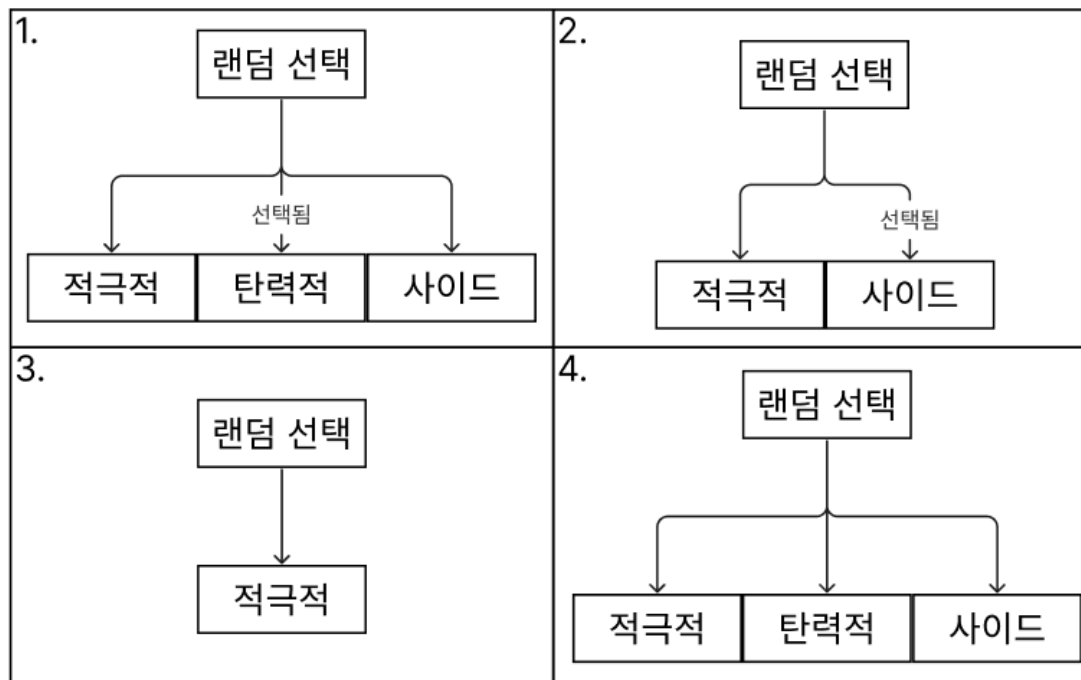 1.
랜덤 선택
선택됨
적극적 탄력적 사이드
2.
랜덤 선택
선택됨
적극적 사이드
3.
랜덤 선택
적극적
4.
랜덤 선택
적극적 탄력적 사이드